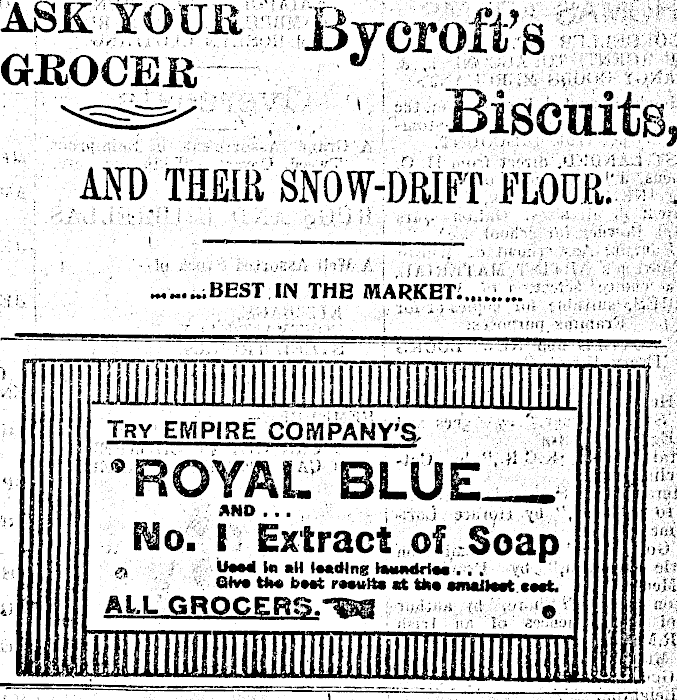 ASK YOUR
GROCER
Bycroft's
Biscuits,
AND THEIR SNOW-DRIFT FLOUR.
........BEST IN THE MARKET..........
TRY EMPIRE COMPANY'S
ROYAL BLUE
AND ...
No. 1 Extract of Soap
Used in all leading laundries ...
Give the best results at the smallest cost.
ALL GROCERS.